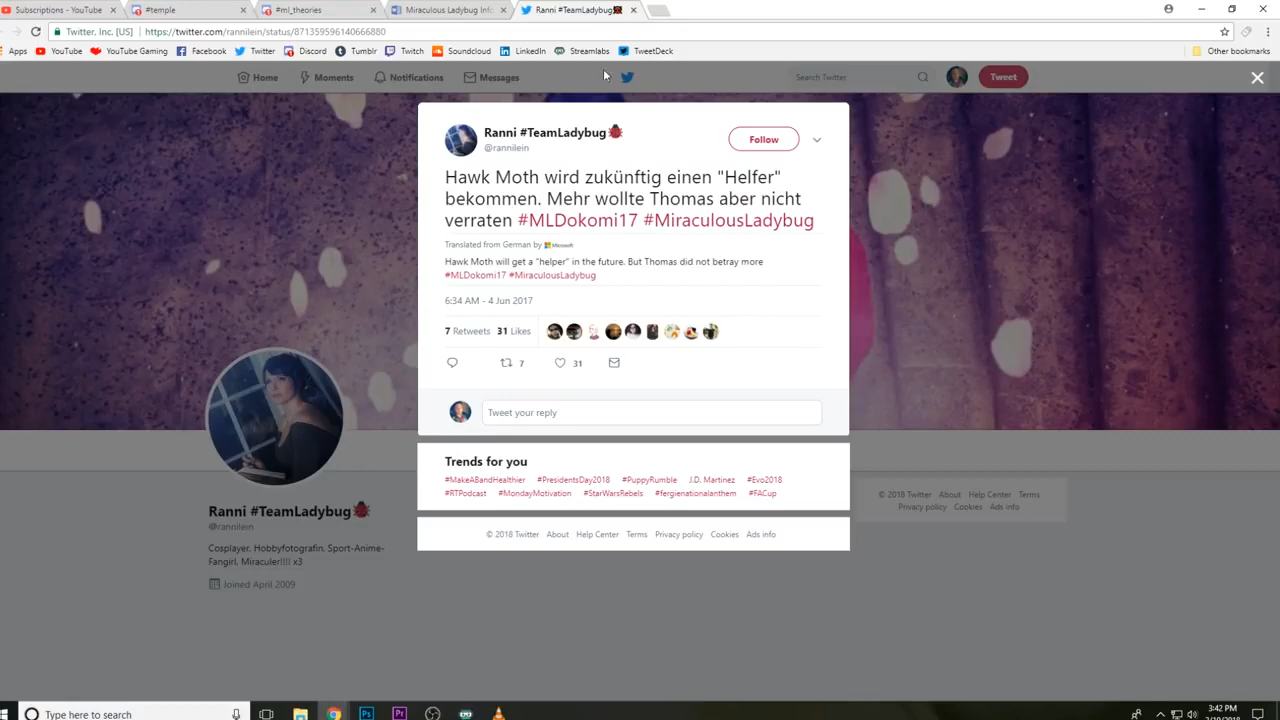 Subscriptions - YouTube
#temple
#ml_theories
Miraculous Ladybug Info
Ranni #TeamLadybug🐞
Twitter, Inc. [US]
https://twitter.com/rannilein/status/871359596140666880
Apps
YouTube
YouTube Gaming
Facebook
Twitter
Discord
Tumblr
Twitch
Soundcloud
LinkedIn
Streamlabs
TweetDeck
Other bookmarks
Home
Moments
Notifications
Messages
Search Twitter
Tweet
Ranni #TeamLadybug🐞
@rannilein
Follow
Hawk Moth wird zukünftig einen "Helfer"
bekommen. Mehr wollte Thomas aber nicht
verraten #MLDokomi17 #MiraculousLadybug
Translated from German by Microsoft
Hawk Moth will get a "helper" in the future. But Thomas did not betray more
#MLDokomi17 #MiraculousLadybug
6:34 AM - 4 Jun 2017
7 Retweets 31 Likes
7
31
Tweet your reply
Trends for you
#MakeABandHealthier #PresidentsDay2018 #PuppyRumble J.D. Martinez #Evo2018
#RTPodcast #MondayMotivation #StarWarsRebels #fergienationalanthem #FACup
© 2018 Twitter About Help Center Terms Privacy policy Cookies Ads info
Ranni #TeamLadybug🐞
@rannilein
Cosplayer, Hobbyfotografin, Sport-Anime-
Fangirl, Miraculer!!!! x3
Joined April 2009
© 2018 Twitter About Help Center Terms
Privacy policy Cookies Ads info
Type here to search
3:42 PM